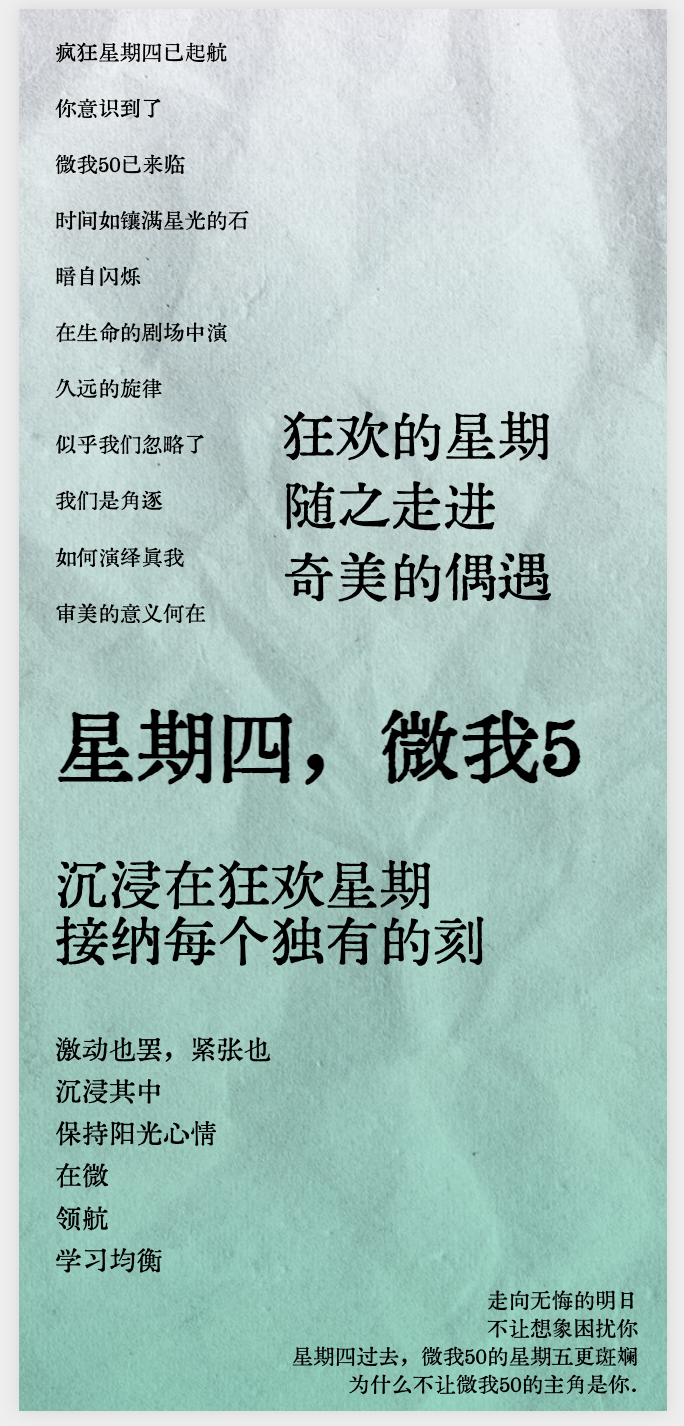 疯狂星期四已起航
你意识到了
微我50已来临
时间如镶满星光的石
暗自闪烁
在生命的剧场中演
久远的旋律
似乎我们忽略了
我们是角逐
如何演绎真我
审美的意义何在
狂欢的星期
随之走进
奇美的偶遇
星期四，微我5
沉浸在狂欢星期
接纳每个独有的刻
激动也罢，紧张也
沉浸其中
保持阳光心情
在微
领航
学习均衡
走向无悔的明日
不让想象困扰你
星期四过去，微我50的星期五更斑斓
为什么不让微我50的主角是你.